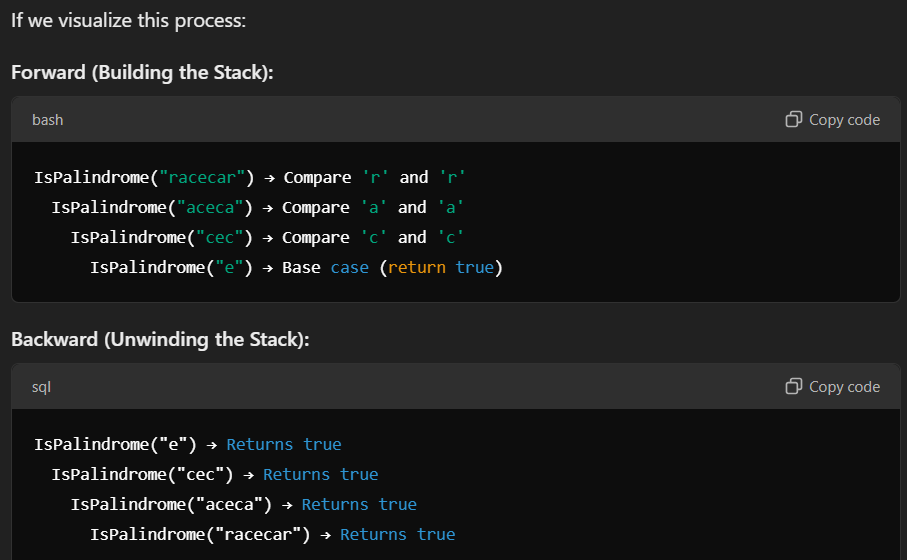 If we visualize this process:
Forward (Building the Stack):
bash
Copy code
IsPalindrome("racecar") → Compare 'r' and 'r'
IsPalindrome("aceca") → Compare 'a' and 'a'
IsPalindrome("cec") → Compare 'c' and 'c'
IsPalindrome("e") → Base case (return true)
Backward (Unwinding the Stack):
sql
Copy code
IsPalindrome("e") → Returns true
IsPalindrome("cec") → Returns true
IsPalindrome("aceca") → Returns true
IsPalindrome("racecar") → Returns true